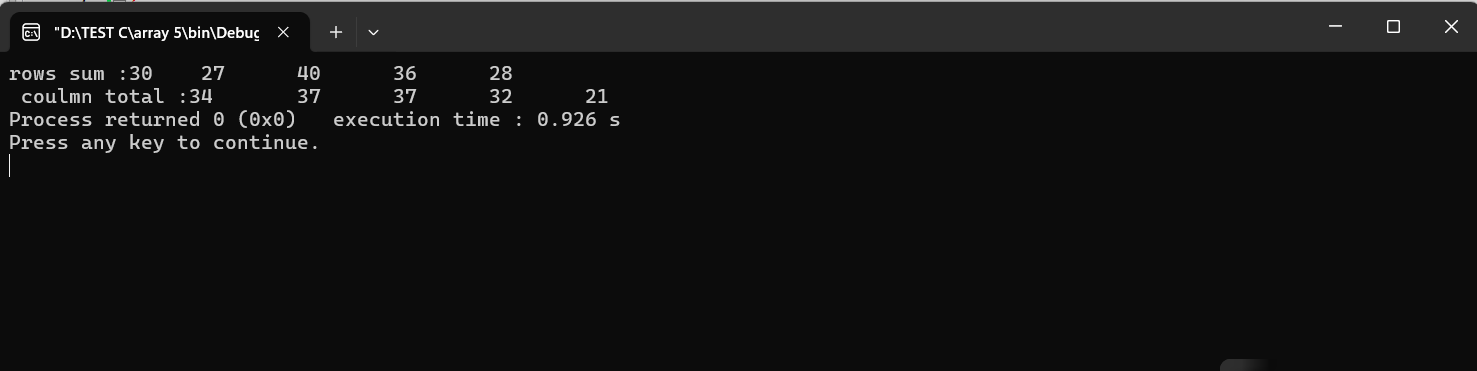 "D:\TEST C\array 5\bin\Debug
rows sum :30    27      40      36      28
 coulmn total :34       37      37      32      21
Process returned 0 (0x0)   execution time : 0.926 s
Press any key to continue.